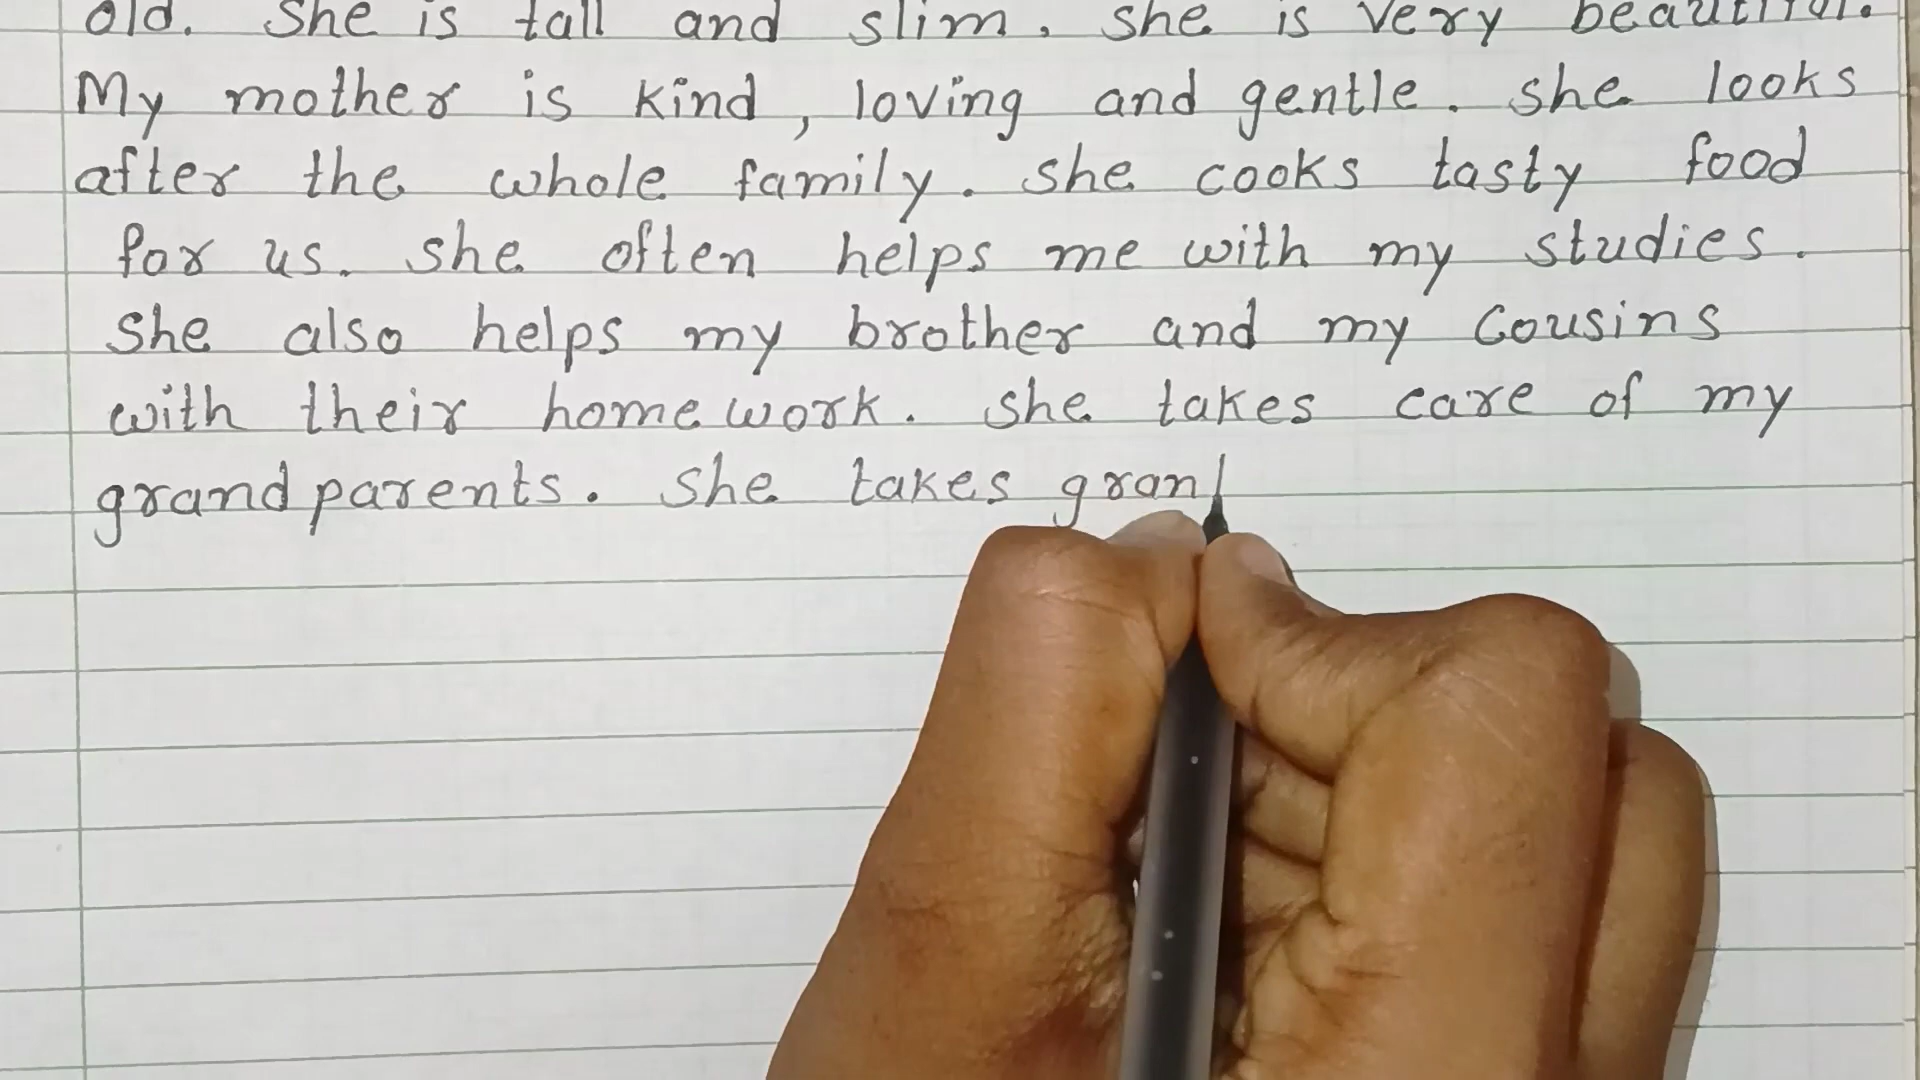 old. She is tall and slim. she is very beautiful.
My mother is kind, loving and gentle. she looks
after the whole family. she cooks tasty food
for us. she often helps me with my studies.
She also helps my brother and my Cousins
with their homework. she takes care of my
grandparents. she takes